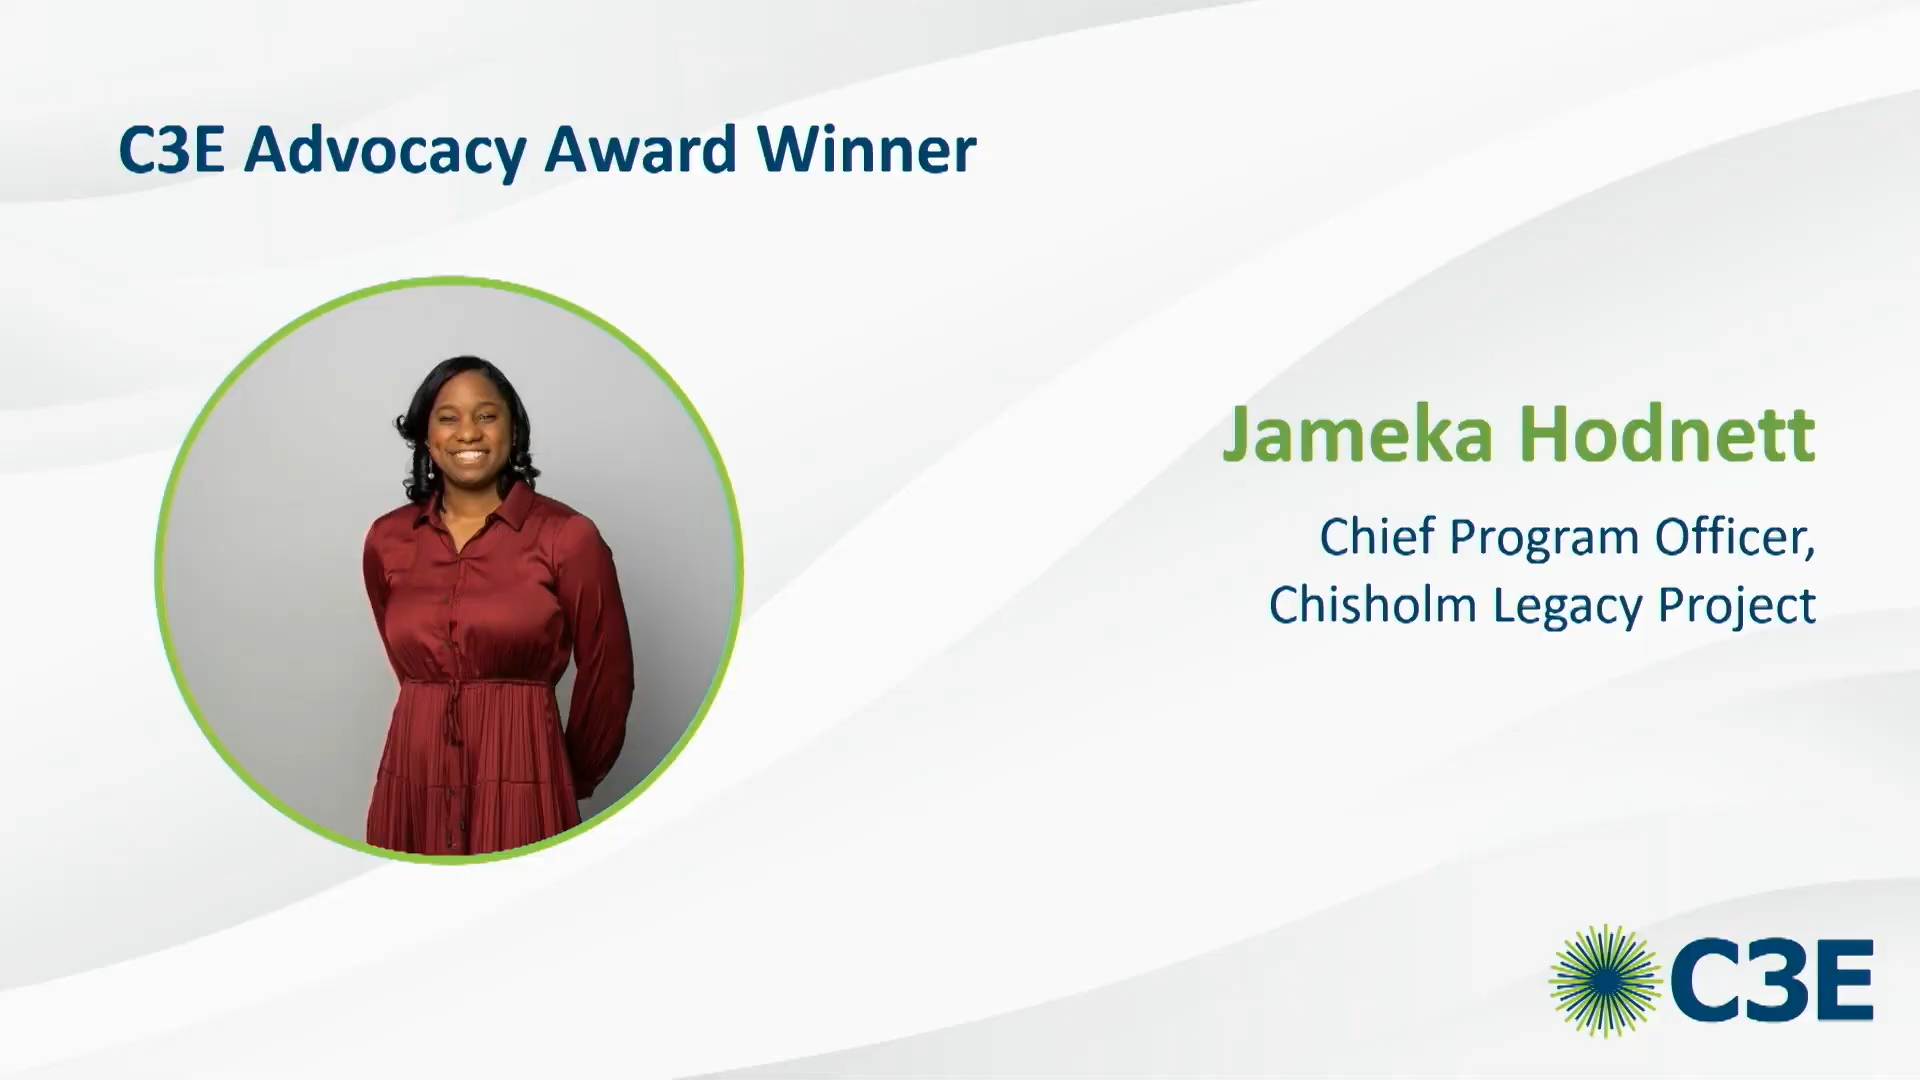 C3E Advocacy Award Winner
Jameka Hodnett
Chief Program Officer,
Chisholm Legacy Project
C3E